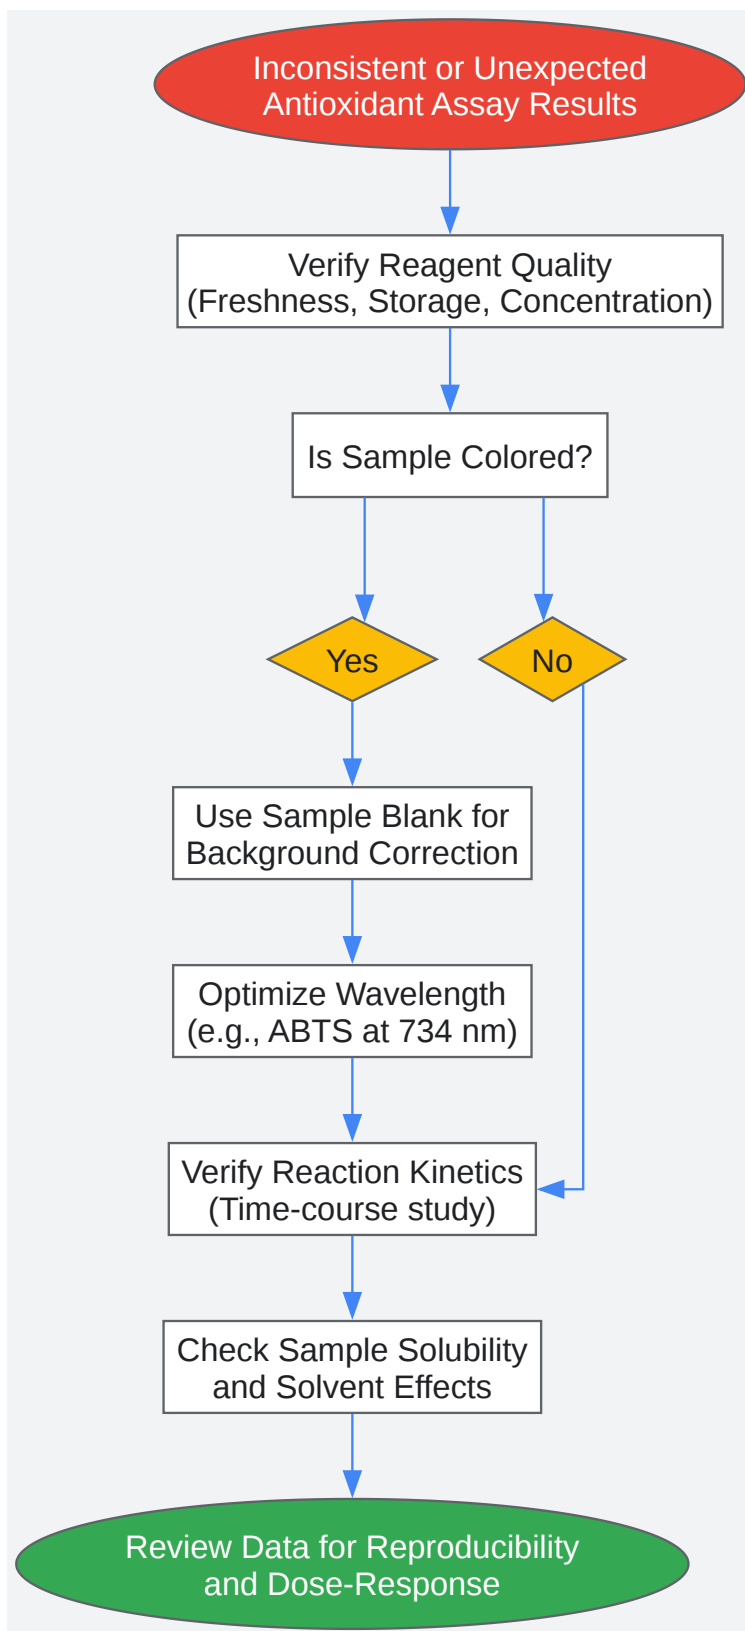 Inconsistent or Unexpected
Antioxidant Assay Results
Verify Reagent Quality
(Freshness, Storage, Concentration)
Is Sample Colored?
Yes
No
Use Sample Blank for
Background Correction
Optimize Wavelength
(e.g., ABTS at 734 nm)
Verify Reaction Kinetics
(Time-course study)
Check Sample Solubility
and Solvent Effects
Review Data for Reproducibility
and Dose-Response